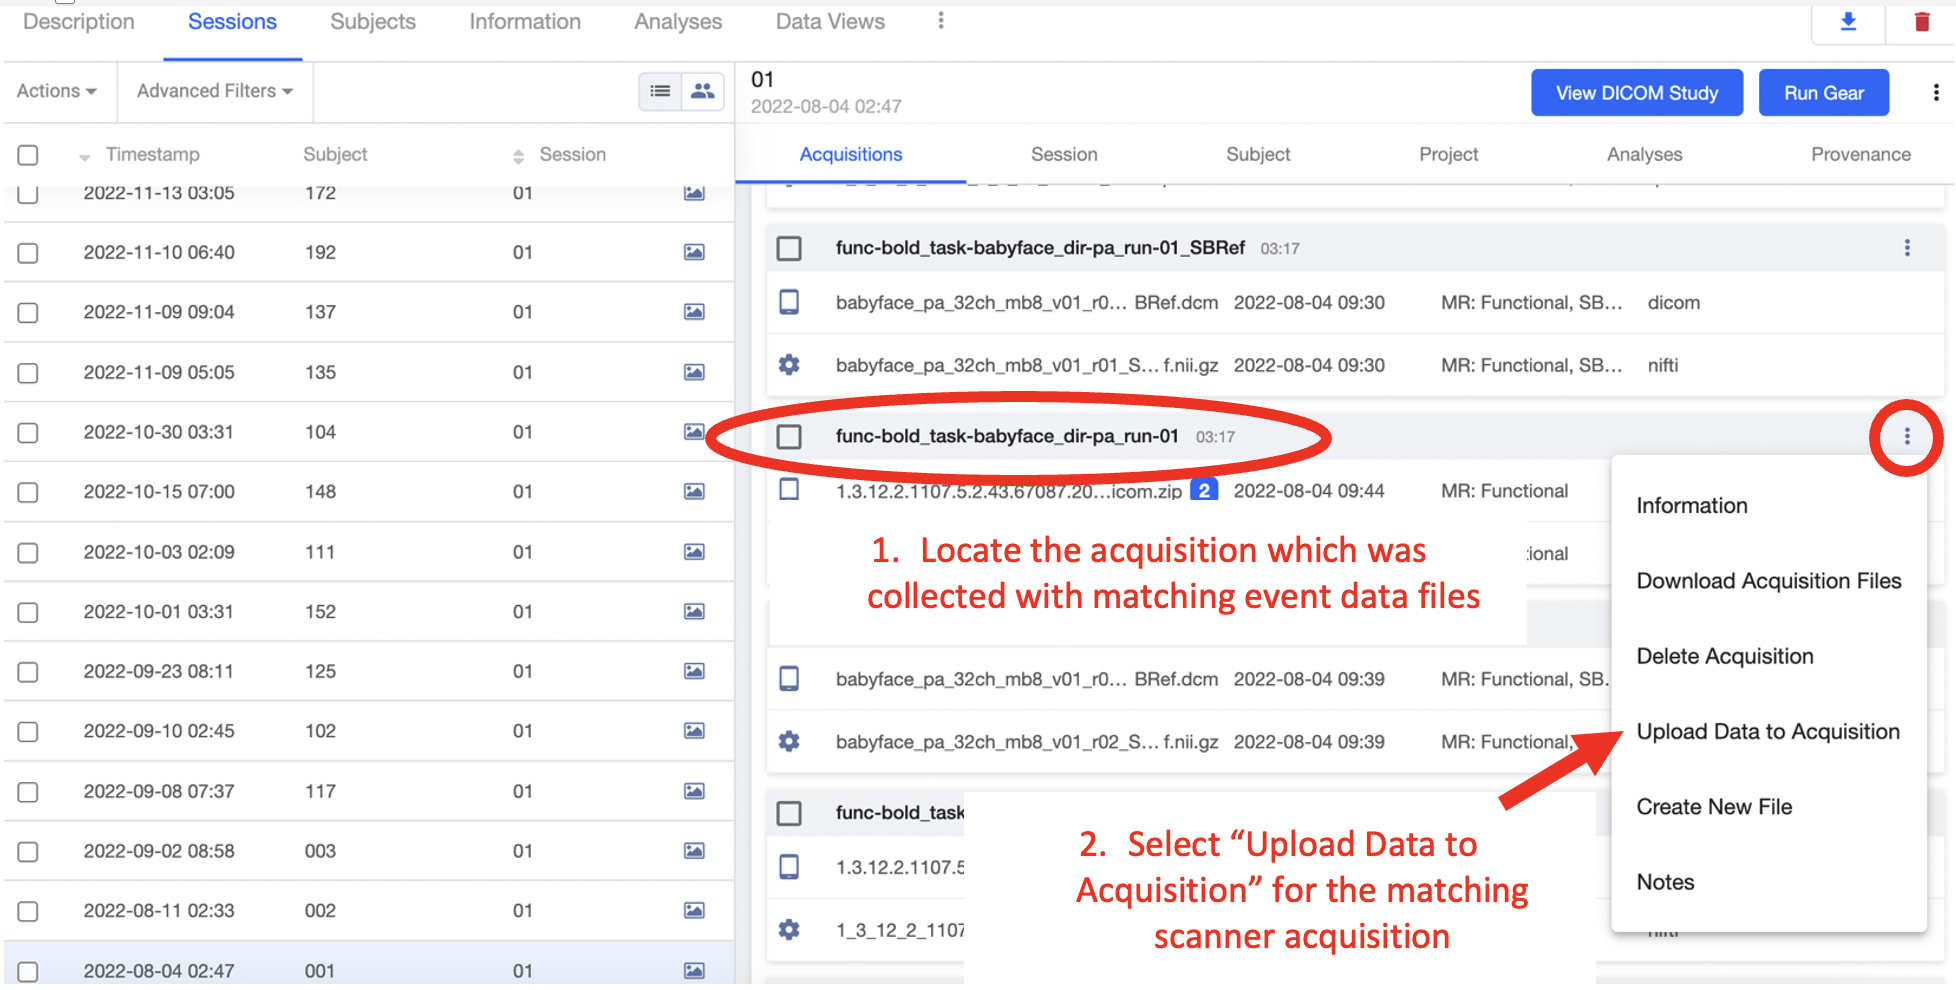 Description Sessions Subjects Information Analyses Data Views
Actions Advanced Filters
01
2022-08-04 02:47
View DICOM Study Run Gear
Timestamp Subject Session
Acquisitions Session Subject Project Analyses Provenance
2022-11-13 03:05 172 01
2022-11-10 06:40 192 01
2022-11-09 09:04 137 01
2022-11-09 05:05 135 01
2022-10-30 03:31 104 01
2022-10-15 07:00 148 01
2022-10-03 02:09 111 01
2022-10-01 03:31 152 01
2022-09-23 08:11 125 01
2022-09-10 02:45 102 01
2022-09-08 07:37 117 01
2022-09-02 08:58 003 01
2022-08-11 02:33 002 01
2022-08-04 02:47 001 01
func-bold_task-babyface_dir-pa_run-01_SBRef 03:17
babyface_pa_32ch_mb8_v01_r0... BRef.dcm 2022-08-04 09:30 MR: Functional, SB... dicom
babyface_pa_32ch_mb8_v01_r01_S... f.nii.gz 2022-08-04 09:30 MR: Functional, SB... nifti
func-bold_task-babyface_dir-pa_run-01 03:17
1.3.12.2.1107.5.2.43.67087.20...icom.zip 2 2022-08-04 09:44 MR: Functional
1. Locate the acquisition which was
collected with matching event data files
tional
babyface_pa_32ch_mb8_v01_r0... BRef.dcm 2022-08-04 09:39 MR: Functional, SB.
babyface_pa_32ch_mb8_v01_r02_S... f.nii.gz 2022-08-04 09:39 MR: Functional,
func-bold_task
1.3.12.2.1107.5
1_3_12_2_1107
2. Select “Upload Data to
Acquisition” for the matching
scanner acquisition
Information
Download Acquisition Files
Delete Acquisition
Upload Data to Acquisition
Create New File
Notes